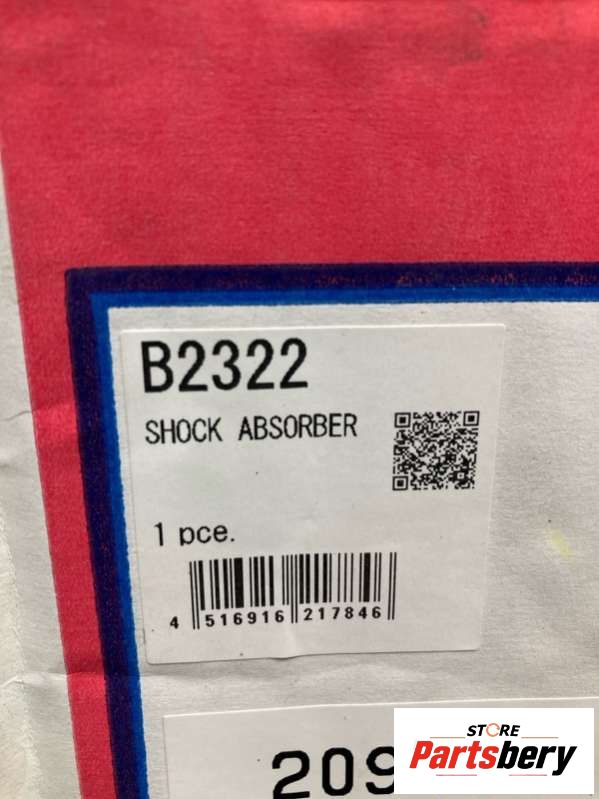 B2322
SHOCK ABSORBER
1 pce.
4 516916 217846
209
STORE
Partsbery